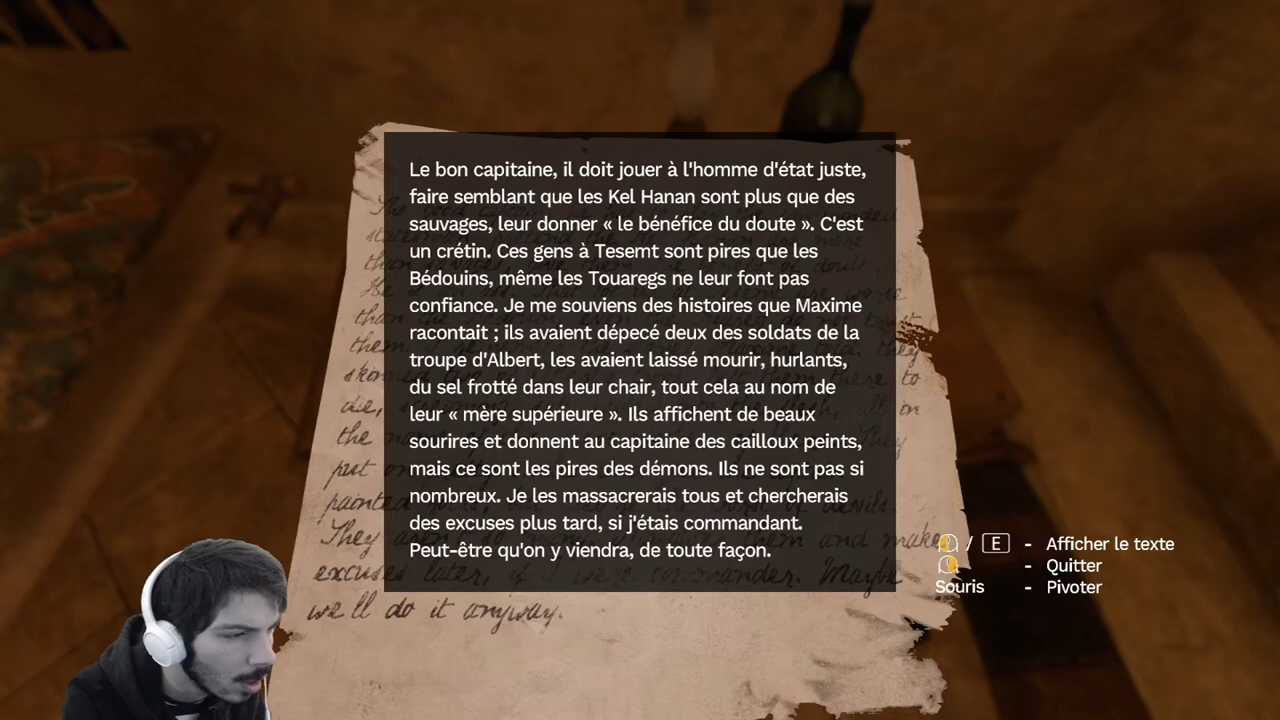 Le bon capitaine, il doit jouer à l'homme d'état juste,
faire semblant que les Kel Hanan sont plus que des
sauvages, leur donner « le bénéfice du doute ». C'est
un crétin. Ces gens à Tesemt sont pires que les
Bédouins, même les Touaregs ne leur font pas
confiance. Je me souviens des histoires que Maxime
racontait ; ils avaient dépecé deux des soldats de la
troupe d'Albert, les avaient laissé mourir, hurlants,
du sel frotté dans leur chair, tout cela au nom de
leur « mère supérieure ». Ils affichent de beaux
sourires et donnent au capitaine des cailloux peints,
mais ce sont les pires des démons. Ils ne sont pas si
nombreux. Je les massacrerais tous et chercherais
des excuses plus tard, si j'étais commandant.
Peut-être qu'on y viendra, de toute façon.
excuses later, if I were commander. Maybe
we'll do it anyway.
/ E - Afficher le texte
- Quitter
Souris - Pivoter